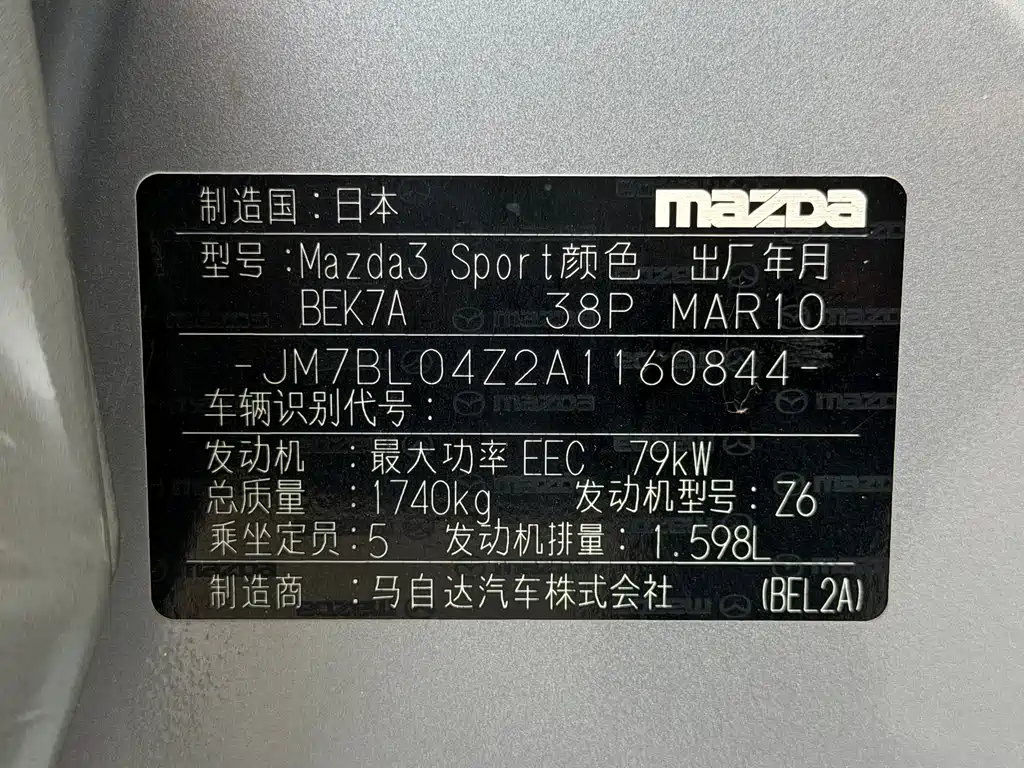 制造国：日本 mazda
型号：Mazda3 Sport颜色 出厂年月
BEK7A 38P MAR10
-JM7BL04Z2A1160844-
车辆识别代号：
发动机 ：最大功率 EEC 79kW
总质量 ：1740kg 发动机型号：Z6
乘坐定员：5 发动机排量：1.598L
制造商 ：马自达汽车株式会社 (BEL2A)